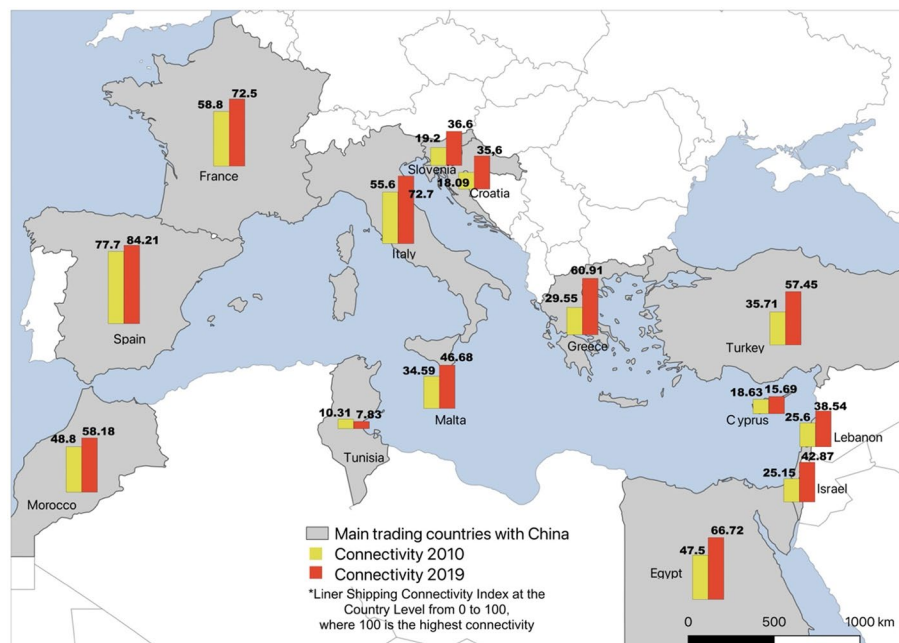 58.8 72.5
France
19.2 36.6
Slovenia
18.09 35,6
Croatia
55.6 72.7
Italy
77.7 84.21
Spain
29.55 60.91
Greece
35.71 57.45
Turkey
34.59 46.68
Malta
10.31 7.83
Tunisia
18.63 15.69
Cyprus
25.6 38.54
Lebanon
25.15 42.87
Israel
48.8 58.18
Morocco
47.5 66.72
Egypt
Main trading countries with China
Connectivity 2010
Connectivity 2019
*Liner Shipping Connectivity Index at the
Country Level from 0 to 100,
where 100 is the highest connectivity
0 500 1000 km